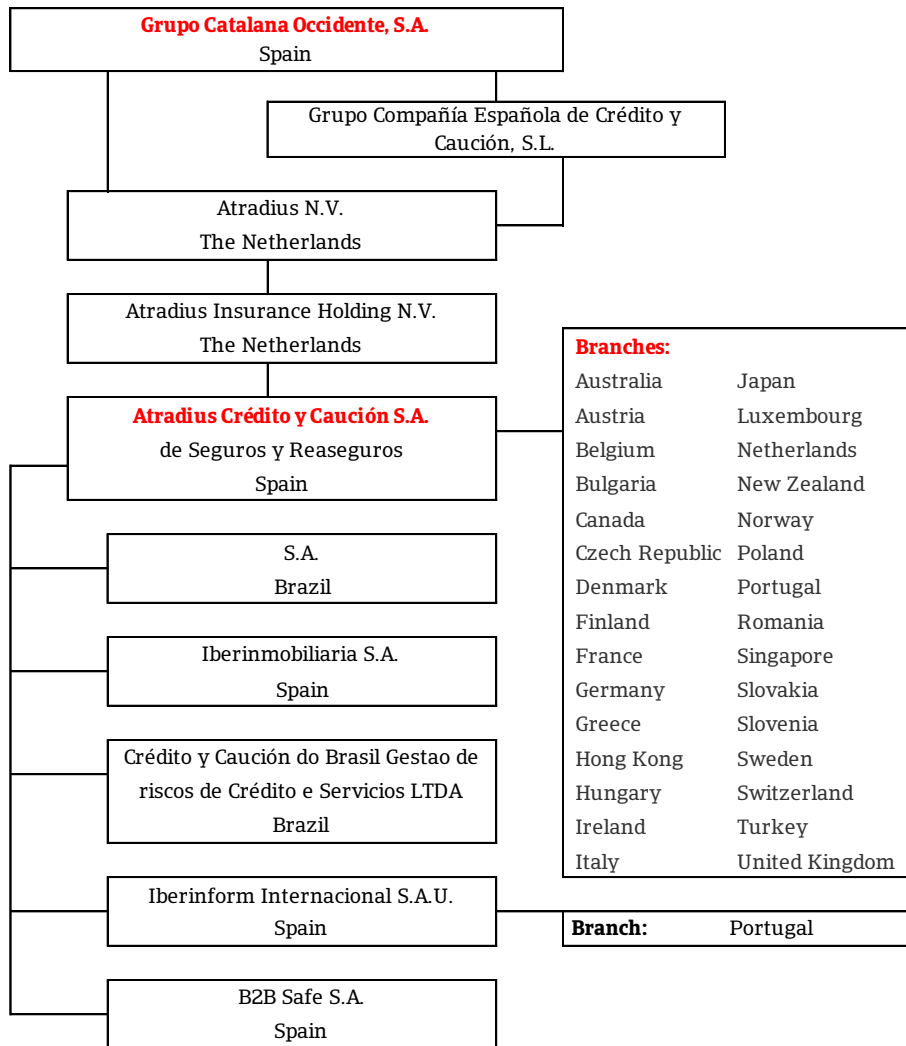 Grupo Catalana Occidente, S.A.
Spain
Grupo Compañía Española de Crédito y
Caución, S.L.
Atradius N.V.
The Netherlands
Atradius Insurance Holding N.V.
The Netherlands
Atradius Crédito y Caución S.A.
de Seguros y Reaseguros
Spain
Branches:
Australia Japan
Austria Luxembourg
Belgium Netherlands
Bulgaria New Zealand
Canada Norway
Czech Republic Poland
Denmark Portugal
Finland Romania
France Singapore
Germany Slovakia
Greece Slovenia
Hong Kong Sweden
Hungary Switzerland
Ireland Turkey
Italy United Kingdom
S.A.
Brazil
Iberinmobiliaria S.A.
Spain
Crédito y Caución do Brasil Gestao de
riscos de Crédito e Servicios LTDA
Brazil
Iberinform Internacional S.A.U.
Spain
Branch: Portugal
B2B Safe S.A.
Spain